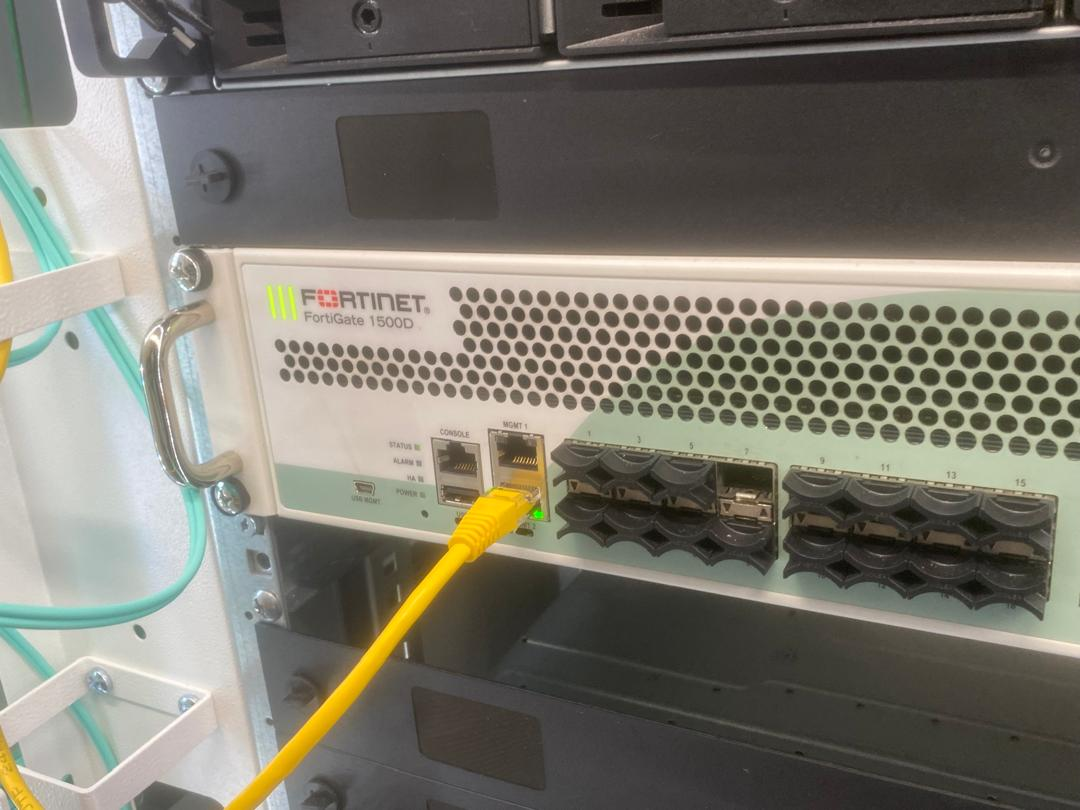 FORTINET®
FortiGate 1500D
CONSOLE
MGMT 1
STATUS
ALARM
HA
POWER
USB MGMT
1 3 5 7
9 11 13 15